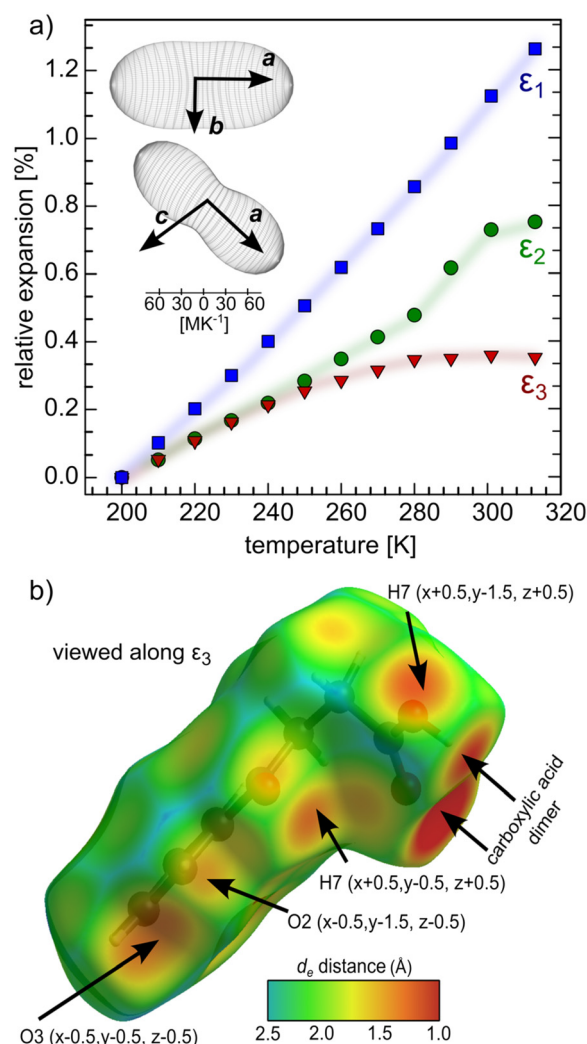 a)
relative expansion [%]
1.2
1.0
0.8
0.6
0.4
0.2
0.0
a
b
c
a
60 30 0 30 60
[MK⁻¹]
ε₁
ε₂
ε₃
200 220 240 260 280 300 320
temperature [K]
b)
H7 (x+0.5,y-1.5, z+0.5)
viewed along ε₃
carboxylic acid
dimer
H7 (x+0.5,y-0.5, z+0.5)
O2 (x-0.5,y-1.5, z-0.5)
O3 (x-0.5,y-0.5, z-0.5)
dₑ distance (Å)
2.5 2.0 1.5 1.0